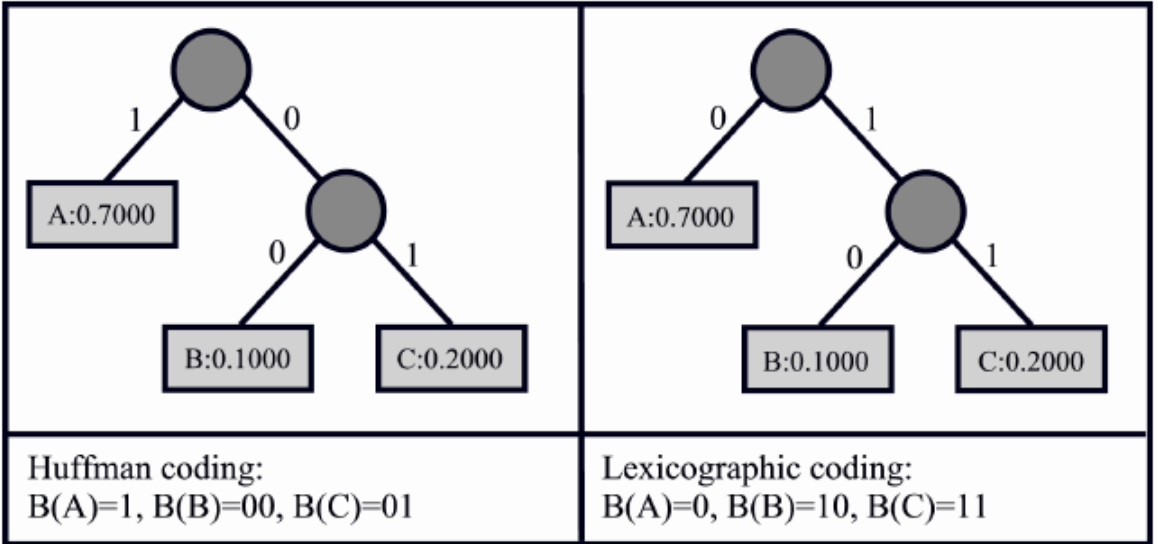 1
0
A:0.7000
0
1
B:0.1000
C:0.2000
Huffman coding:
B(A)=1, B(B)=00, B(C)=01
0
1
A:0.7000
0
1
B:0.1000
C:0.2000
Lexicographic coding:
B(A)=0, B(B)=10, B(C)=11